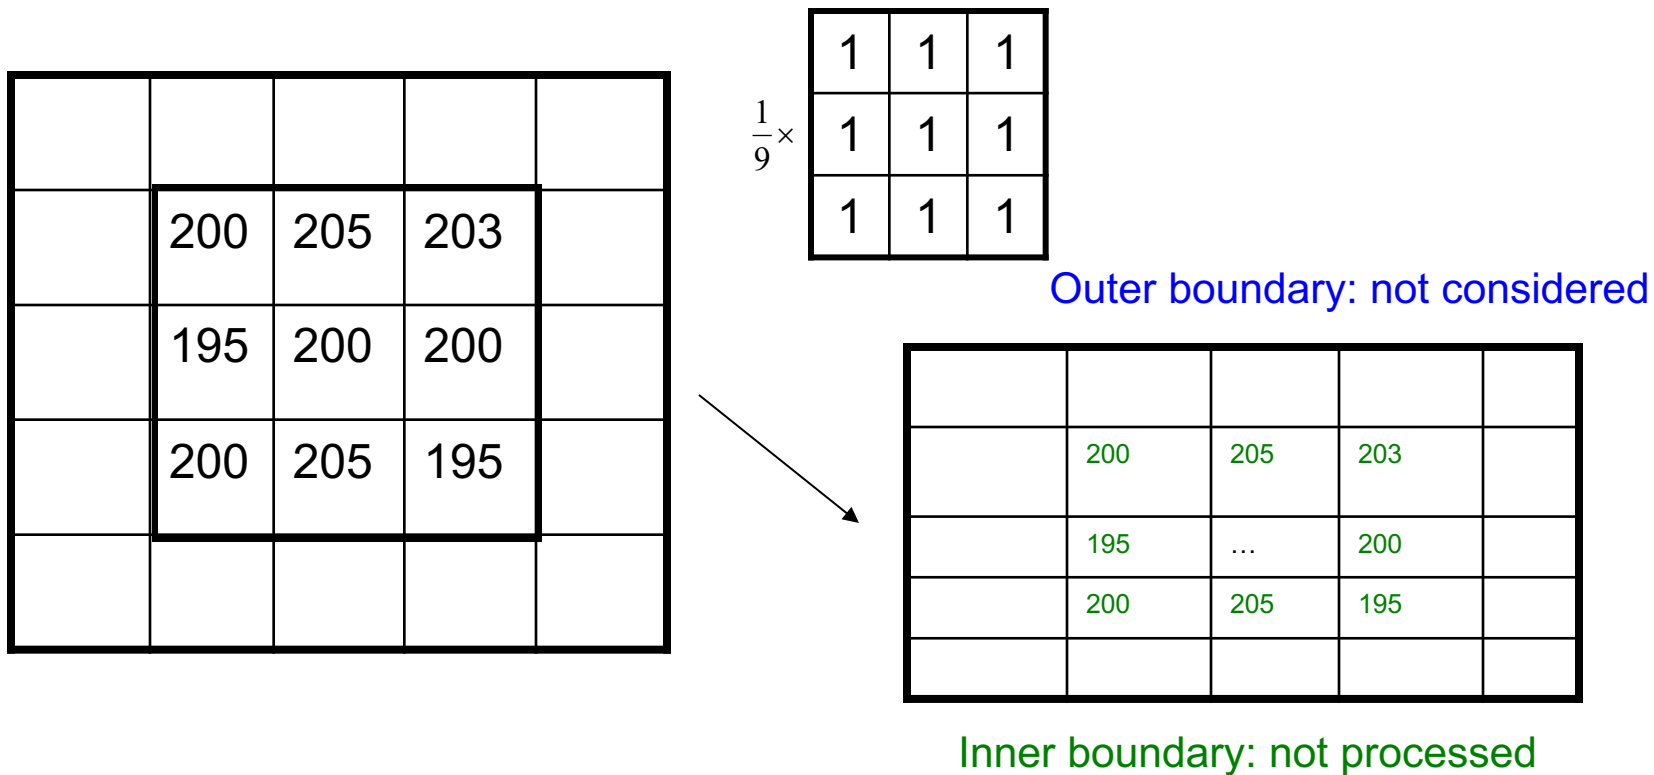 1 1 1
1/9 × 1 1 1
1 1 1
200 205 203
195 200 200
200 205 195
Outer boundary: not considered
200 205 203
195 ... 200
200 205 195
Inner boundary: not processed